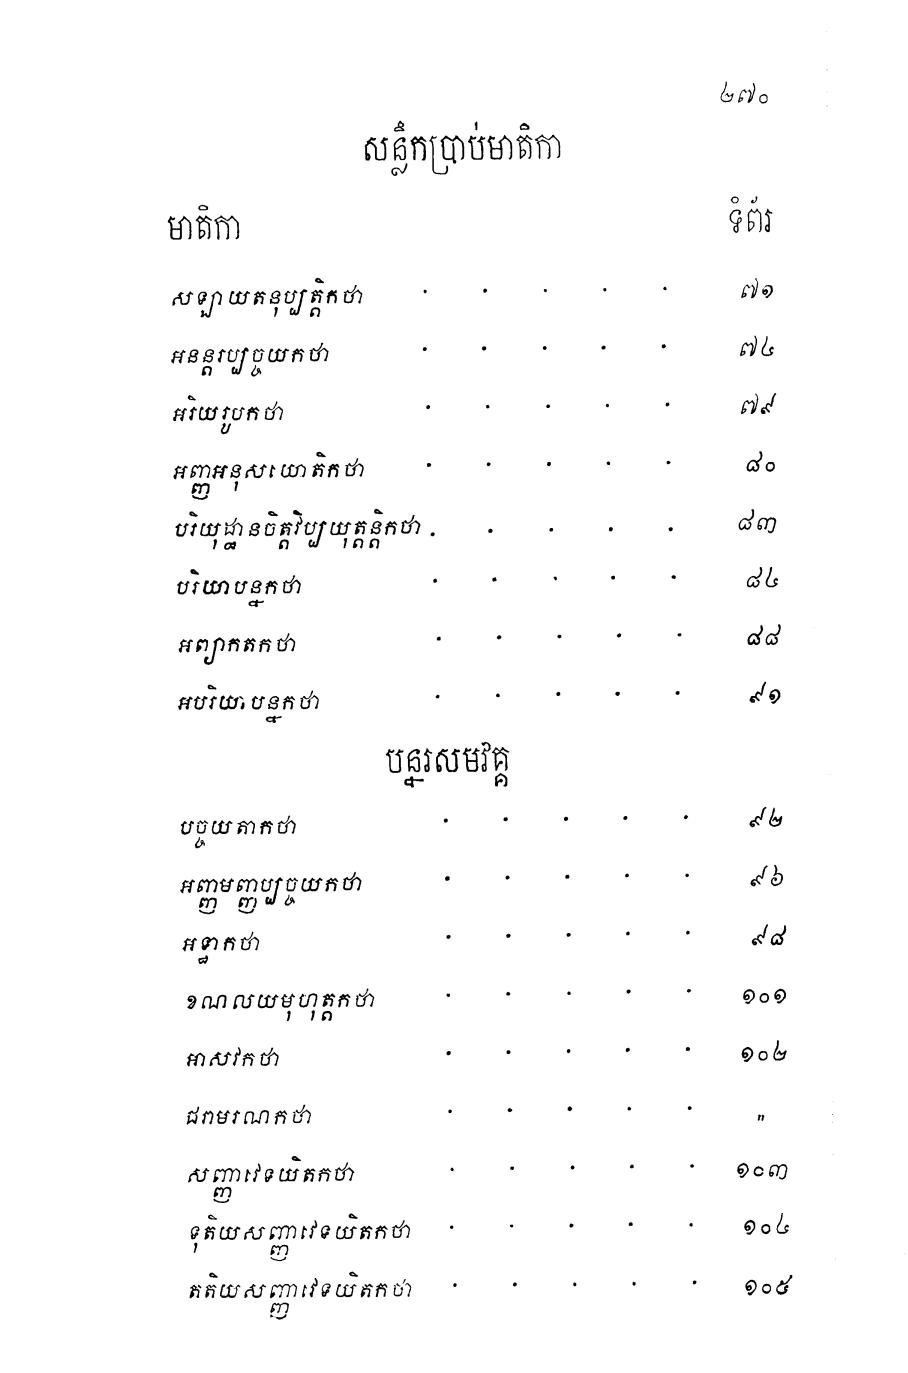 ២៧០
សន្លឹកប្រាប់មាតិកា
មាតិកា ទំព័រ
សឡាយតនុប្បត្តិកថា . . . . . ៧១
អនន្តរប្បច្ចយកថា . . . . . ៧៤
អរិយរូបកថា . . . . . ៧៩
អញ្ញអនុសយោតិកថា . . . . . ៨០
បរិយុដ្ឋានចិត្តវិប្បយុត្តន្តិកថា . . . . . ៨៣
បរិយាបន្នកថា . . . . . ៨៤
អព្យាកតកថា . . . . . ៨៨
អបរិយាបន្នកថា . . . . . ៩១
បន្នរសមវគ្គ
បច្ចយតាកថា . . . . . ៩២
អញ្ញមញ្ញប្បច្ចយកថា . . . . . ៩៦
អទ្ធាកថា . . . . . ៩៨
ខណលយមុហុត្តកថា . . . . . ១០១
អាសវកថា . . . . . ១០២
ជរាមរណកថា . . . . . "
សញ្ញាវេទយិតកថា . . . . . ១០៣
ទុតិយសញ្ញាវេទយិតកថា . . . . . ១០៤
តតិយសញ្ញាវេទយិតកថា . . . . . ១០៥